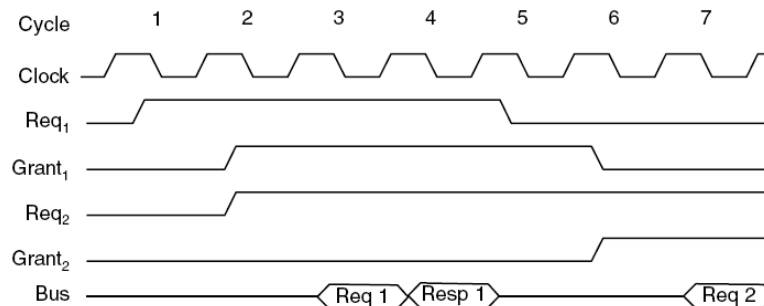 Cycle 1 2 3 4 5 6 7
Clock
Req₁
Grant₁
Req₂
Grant₂
Bus Req 1 Resp 1 Req 2